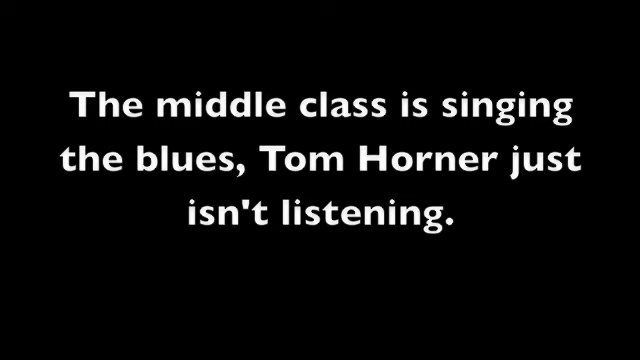 The middle class is singing
the blues, Tom Horner just
isn't listening.